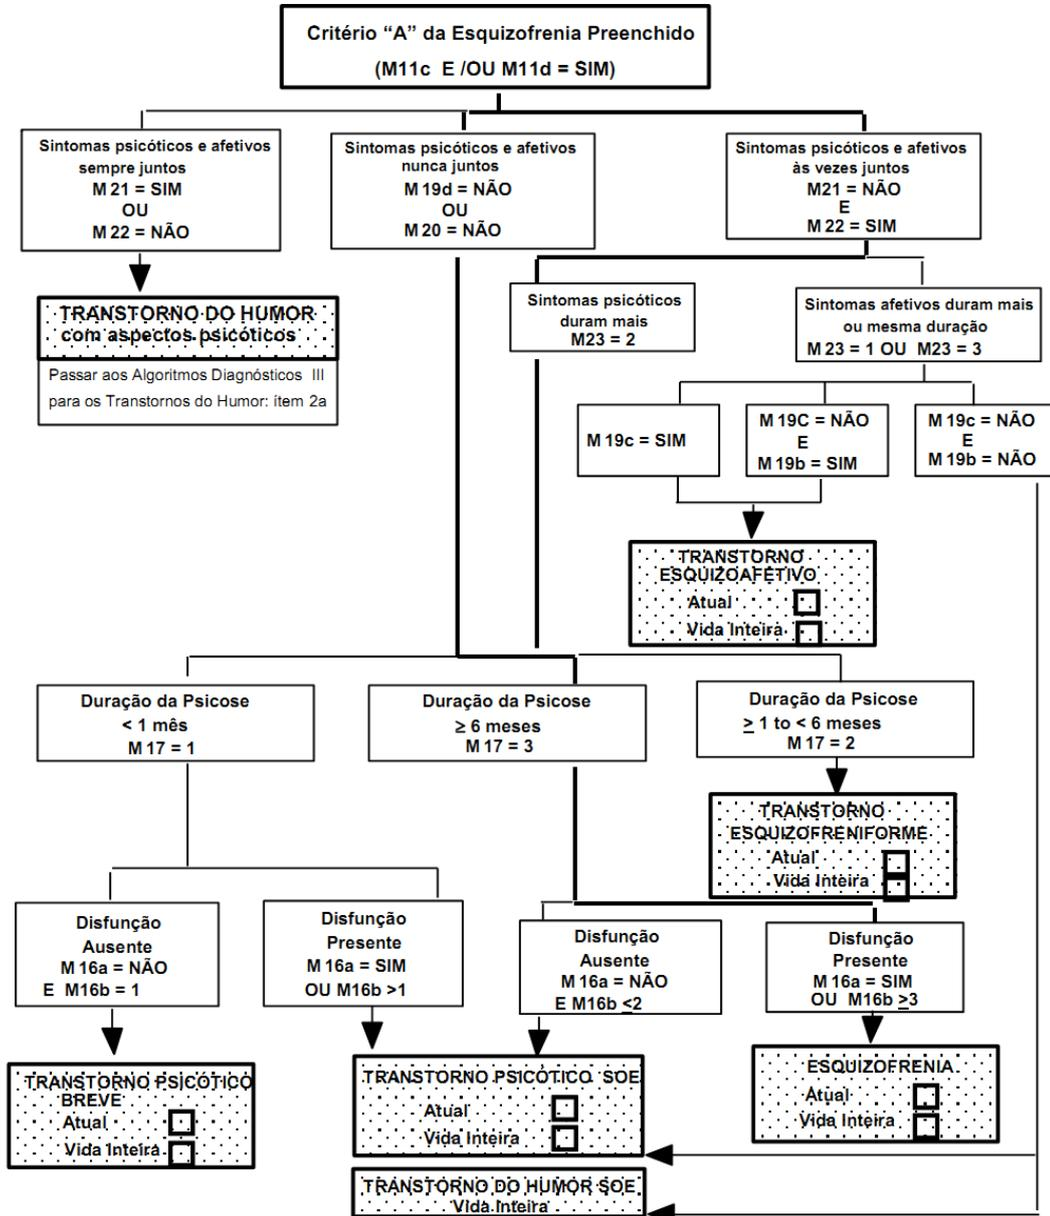 Critério “A” da Esquizofrenia Preenchido
(M11c E /OU M11d = SIM)
Sintomas psicóticos e afetivos
sempre juntos
M 21 = SIM
OU
M 22 = NÃO
Sintomas psicóticos e afetivos
nunca juntos
M 19d = NÃO
OU
M 20 = NÃO
Sintomas psicóticos e afetivos
às vezes juntos
M21 = NÃO
E
M 22 = SIM
TRANSTORNO DO HUMOR
com aspectos psicóticos
Passar aos Algoritmos Diagnósticos III
para os Transtornos do Humor: ítem 2a
Sintomas psicóticos
duram mais
M23 = 2
Sintomas afetivos duram mais
ou mesma duração
M 23 = 1 OU M23 = 3
M 19c = SIM
M 19C = NÃO
E
M 19b = SIM
M 19c = NÃO
E
M 19b = NÃO
TRANSTORNO
ESQUIZOAFETIVO
Atual
Vida Inteira
Duração da Psicose
< 1 mês
M 17 = 1
Duração da Psicose
≥ 6 meses
M 17 = 3
Duração da Psicose
≥ 1 to < 6 meses
M 17 = 2
TRANSTORNO
ESQUIZOFRENIFORME
Atual
Vida Inteira
Disfunção
Ausente
M 16a = NÃO
E M16b = 1
Disfunção
Presente
M 16a = SIM
OU M16b >1
Disfunção
Ausente
M 16a = NÃO
E M16b ≤2
Disfunção
Presente
M 16a = SIM
OU M16b ≥3
TRANSTORNO PSICÓTICO
BREVE
Atual
Vida Inteira
TRANSTORNO PSICÓTICO SOE
Atual
Vida Inteira
ESQUIZOFRENIA
Atual
Vida Inteira
TRANSTORNO DO HUMOR SOE
Vida Inteira